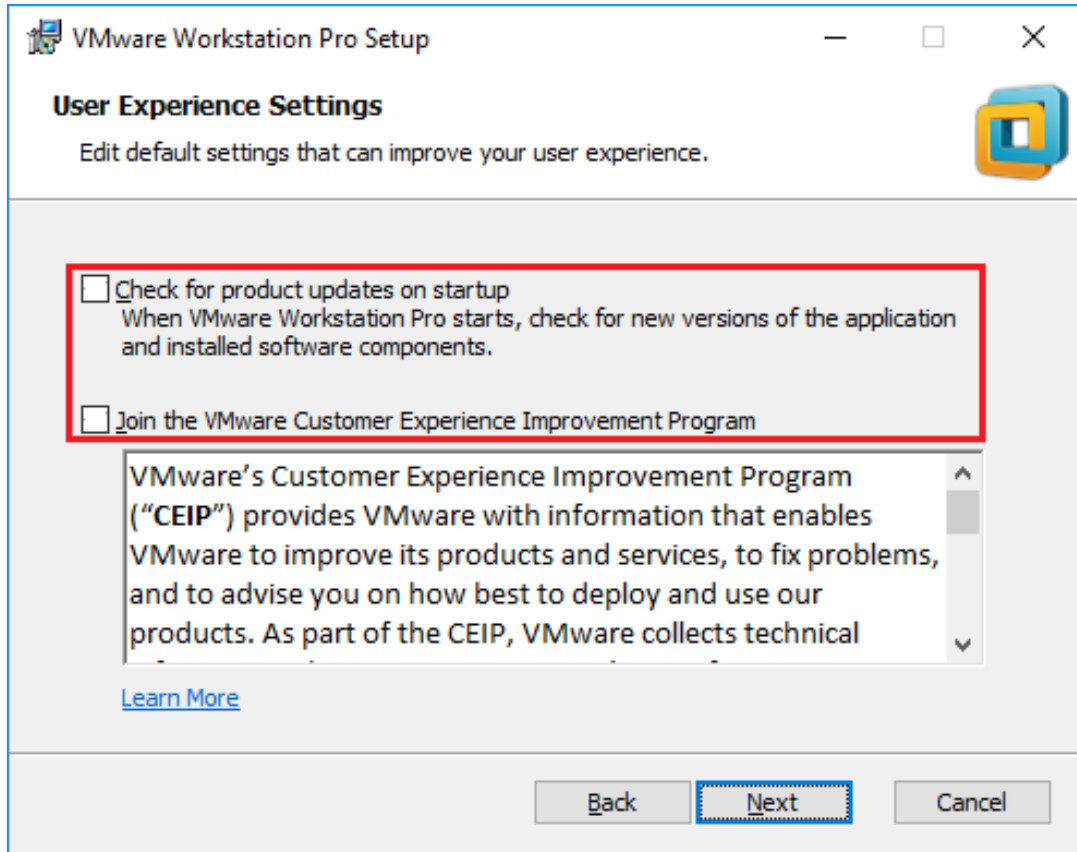 VMware Workstation Pro Setup
User Experience Settings
Edit default settings that can improve your user experience.
Check for product updates on startup
When VMware Workstation Pro starts, check for new versions of the application
and installed software components.
Join the VMware Customer Experience Improvement Program
VMware’s Customer Experience Improvement Program
(“CEIP”) provides VMware with information that enables
VMware to improve its products and services, to fix problems,
and to advise you on how best to deploy and use our
products. As part of the CEIP, VMware collects technical
Learn More
Back Next Cancel